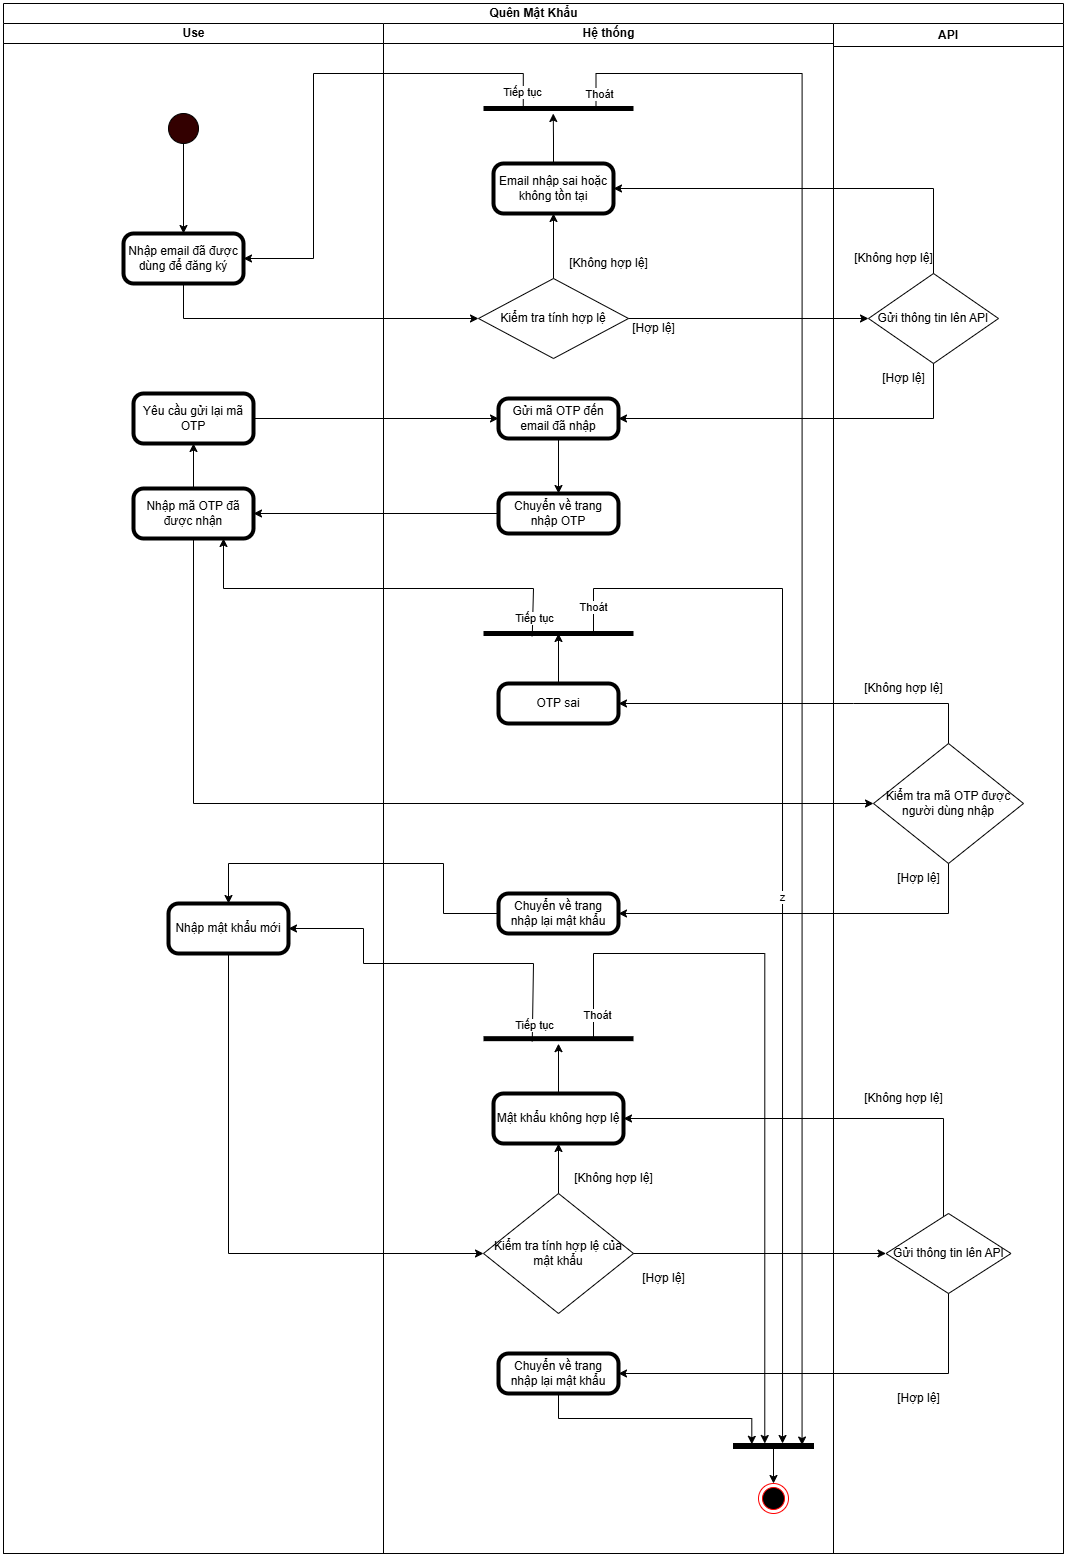 Quên Mật Khẩu
Use
Hệ thống
API
Tiếp tục
Thoát
Email nhập sai hoặc
không tồn tại
Nhập email đã được
dùng để đăng ký
[Không hợp lệ]
[Không hợp lệ]
Kiểm tra tính hợp lệ
[Hợp lệ]
Gửi thông tin lên API
[Hợp lệ]
Yêu cầu gửi lại mã
OTP
Gửi mã OTP đến
email đã nhập
Nhập mã OTP đã
được nhận
Chuyển về trang
nhập OTP
Tiếp tục
Thoát
OTP sai
[Không hợp lệ]
Kiểm tra mã OTP được
người dùng nhập
[Hợp lệ]
z
Chuyển về trang
nhập lại mật khẩu
Nhập mật khẩu mới
Tiếp tục
Thoát
Mật khẩu không hợp lệ
[Không hợp lệ]
[Không hợp lệ]
Kiểm tra tính hợp lệ của
mật khẩu
[Hợp lệ]
Gửi thông tin lên API
Chuyển về trang
nhập lại mật khẩu
[Hợp lệ]